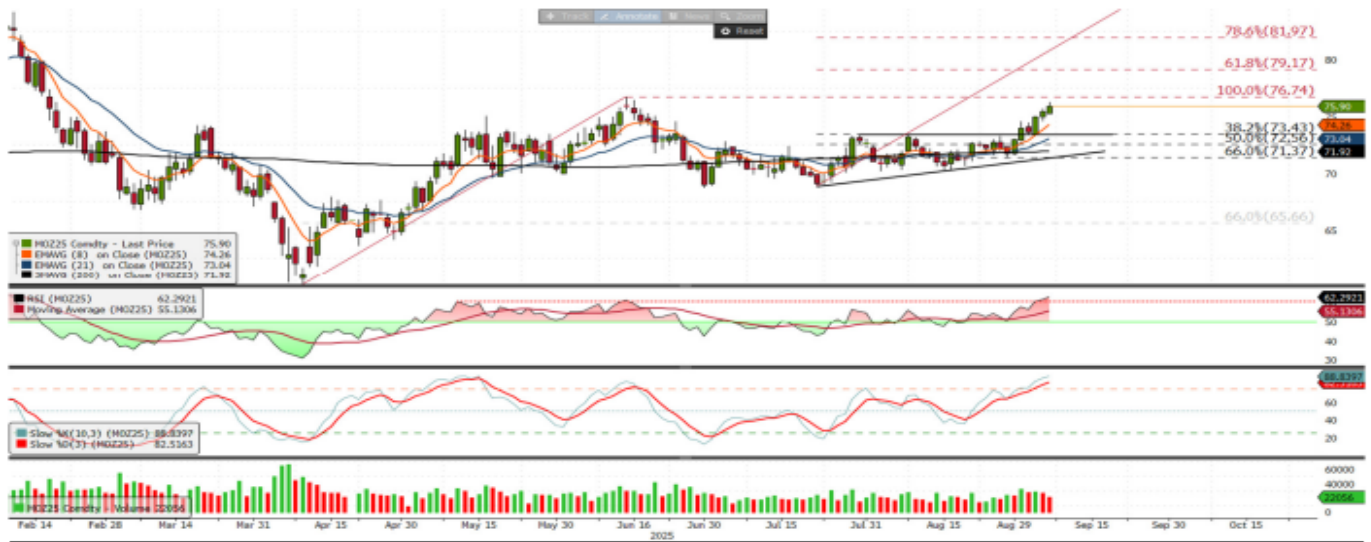 + Track Annotate News Zoom
Reset
78.6%(81.97)
80
61.8%(79.17)
100.0%(76.74)
75.90
38.2%(73.43)
74.26
50.0%(72.56)
73.04
71.92
66.0%(71.37)
70
66.0%(65.66)
65
MOZ25 Comdty - Last Price 75.90
EMAVG (8) on Close (MOZ25) 74.26
EMAVG (21) on Close (MOZ25) 73.04
SMAVG (200) on Close (MOZ25) 71.92
RSI (MOZ25) 62.2921
Moving Average (MOZ25) 55.1306
62.2921
55.1306
50
40
30
88.8397
60
40
20
Slow %K(10,3) (MOZ25) 88.8397
Slow %D(3) (MOZ25) 82.5163
60000
40000
22056
0
MOZ25 Comdty - Volume 22056
Feb 14 Feb 28 Mar 14 Mar 31 Apr 15 Apr 30 May 15 May 30 Jun 16 Jun 30 Jul 15 Jul 31 Aug 15 Aug 29 Sep 15 Sep 30 Oct 15
2025